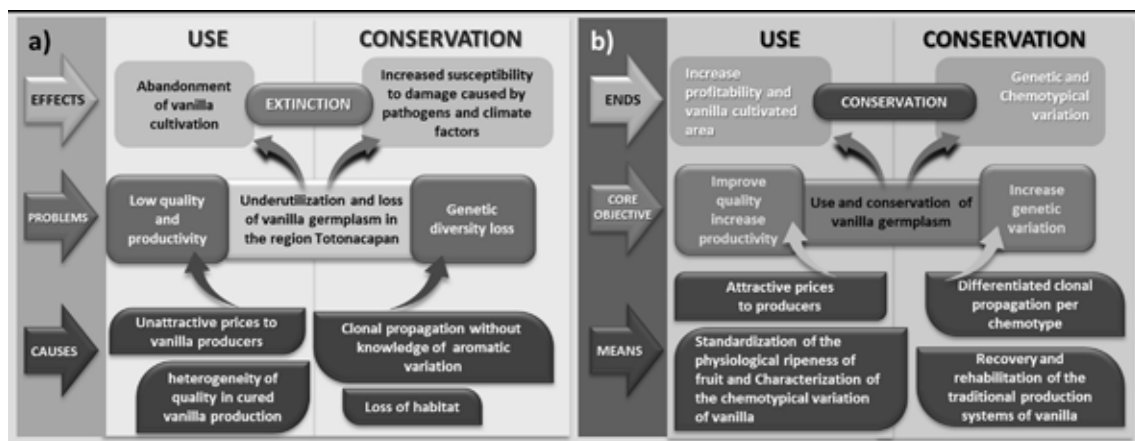 a)
USE
CONSERVATION
EFFECTS
Abandonment
of vanilla
cultivation
EXTINCTION
Increased susceptibility
to damage caused by
pathogens and climate
factors
PROBLEMS
Low quality
and
productivity
Underutilization and loss
of vanilla germplasm in
the region Totonacapan
Genetic
diversity loss
CAUSES
Unattractive prices to
vanilla producers
heterogeneity of
quality in cured
vanilla production
Clonal propagation without
knowledge of aromatic
variation
Loss of habitat
b)
USE
CONSERVATION
ENDS
Increase
profitability and
vanilla cultivated
area
CONSERVATION
Genetic and
Chemotypical
variation
CORE
OBJECTIVE
Improve
quality
increase
productivity
Use and conservation of
vanilla germplasm
Increase
genetic
variation
MEANS
Attractive prices
to producers
Standardization of the
physiological ripeness of
fruit and Characterization of
the chemotypical variation
of vanilla
Differentiated clonal
propagation per
chemotype
Recovery and
rehabilitation of the
traditional production
systems of vanilla